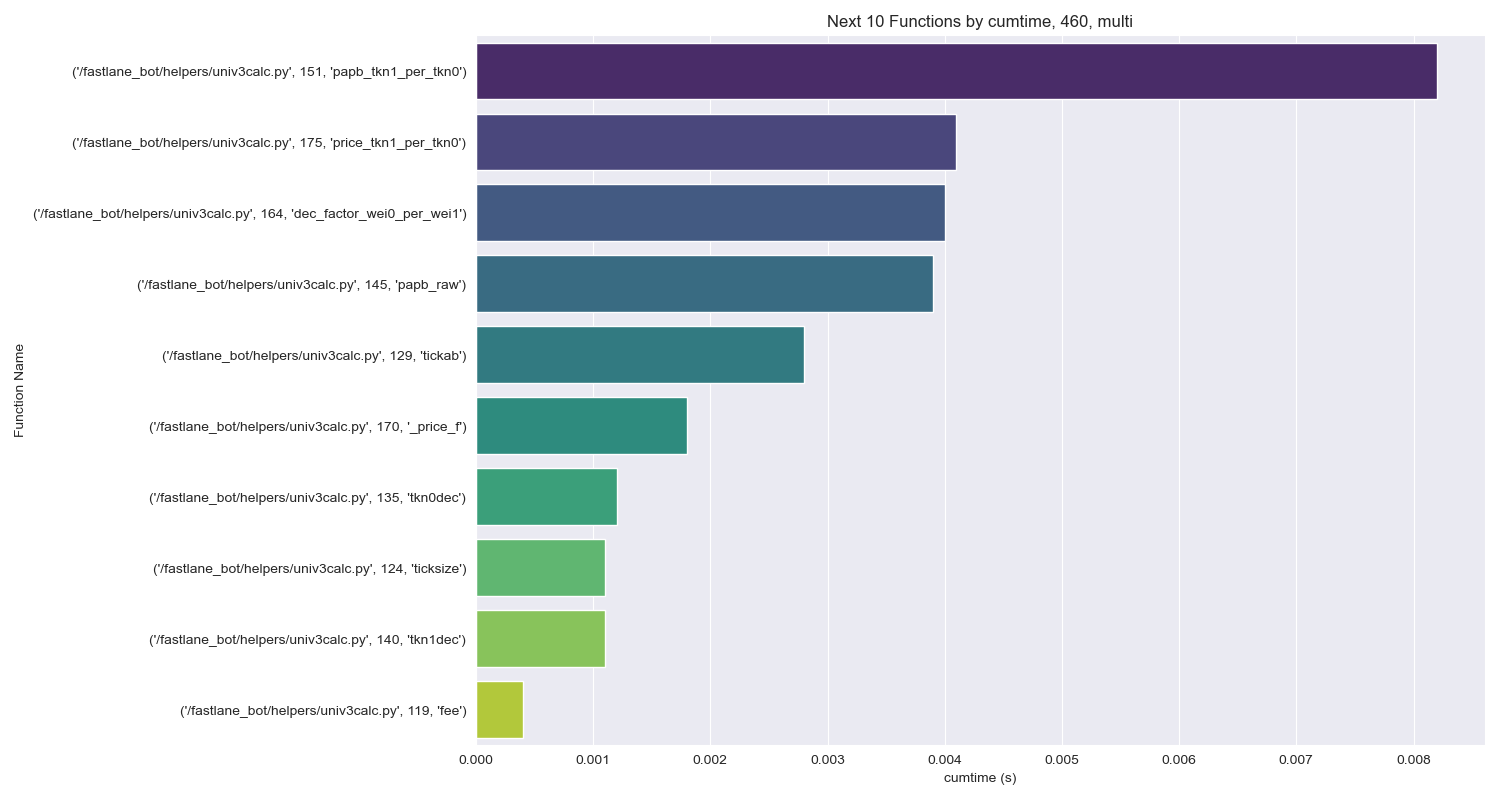 Next 10 Functions by cumtime, 460, multi
('/fastlane_bot/helpers/univ3calc.py', 151, 'papb_tkn1_per_tkn0')
('/fastlane_bot/helpers/univ3calc.py', 175, 'price_tkn1_per_tkn0')
('/fastlane_bot/helpers/univ3calc.py', 164, 'dec_factor_wei0_per_wei1')
('/fastlane_bot/helpers/univ3calc.py', 145, 'papb_raw')
('/fastlane_bot/helpers/univ3calc.py', 129, 'tickab')
('/fastlane_bot/helpers/univ3calc.py', 170, '_price_f')
('/fastlane_bot/helpers/univ3calc.py', 135, 'tkn0dec')
('/fastlane_bot/helpers/univ3calc.py', 124, 'ticksize')
('/fastlane_bot/helpers/univ3calc.py', 140, 'tkn1dec')
('/fastlane_bot/helpers/univ3calc.py', 119, 'fee')
Function Name
0.000 0.001 0.002 0.003 0.004 0.005 0.006 0.007 0.008
cumtime (s)